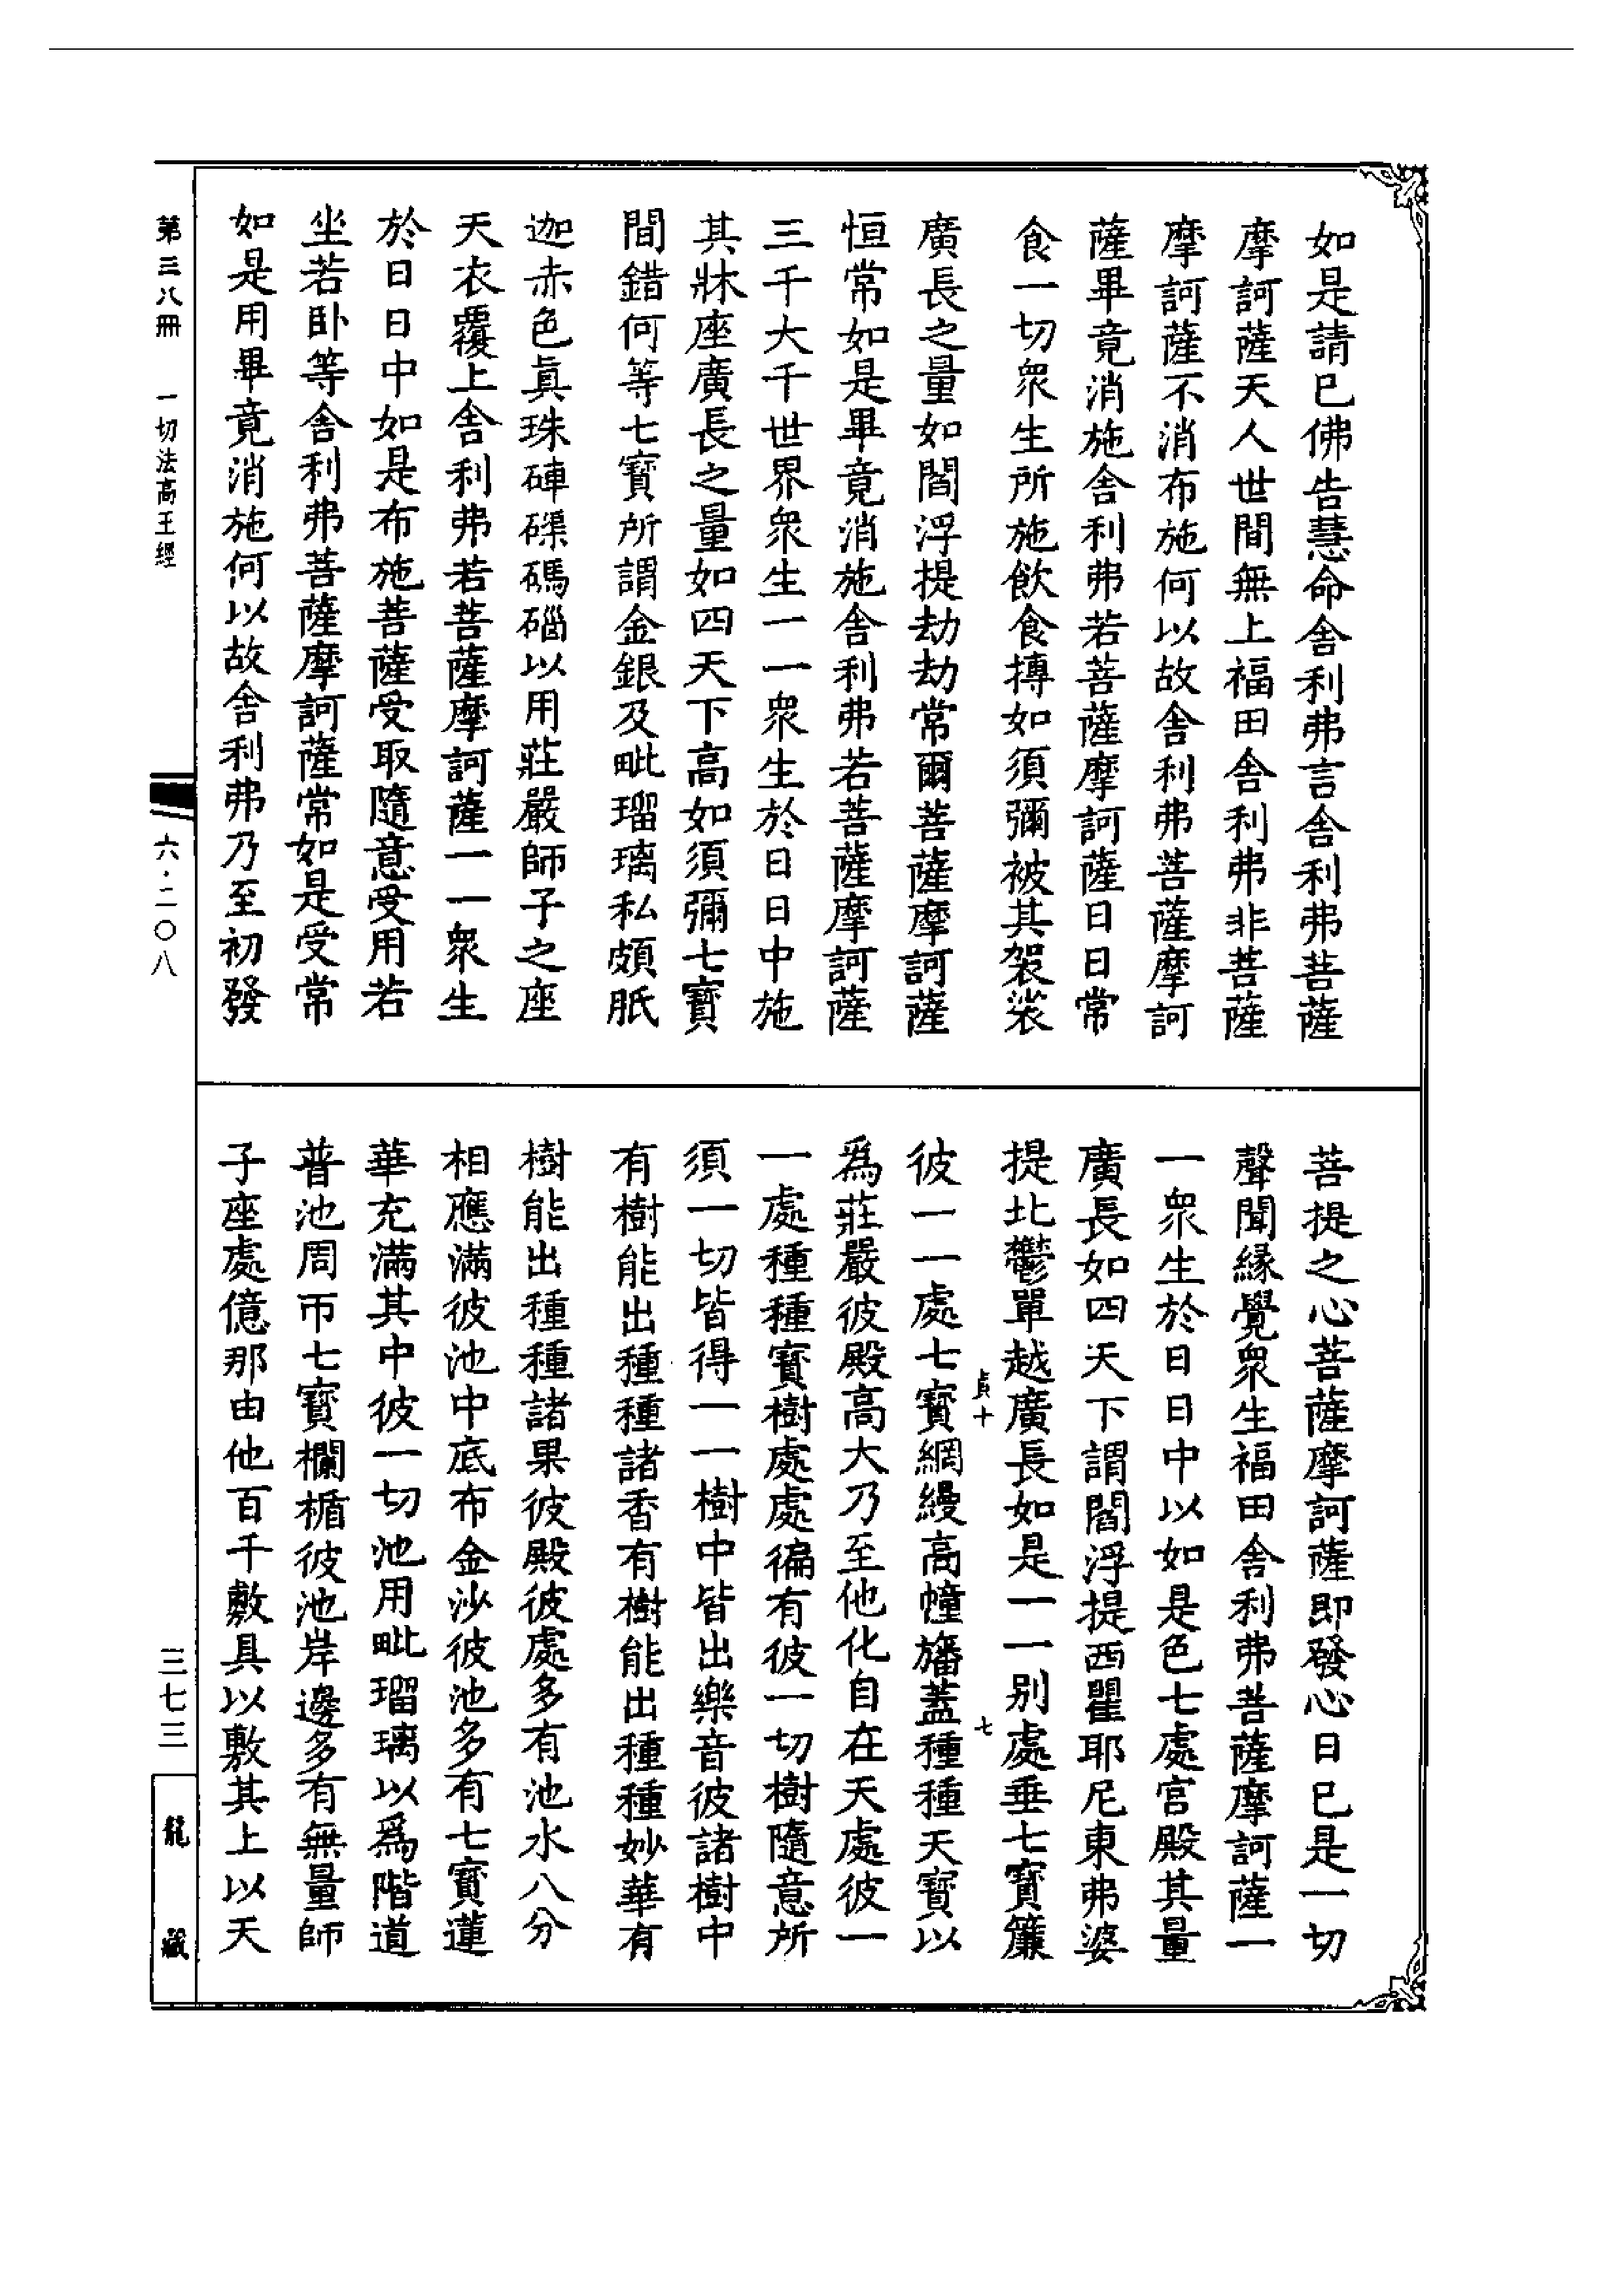 如是請已佛告慧命舍利弗言舍利弗菩薩
摩訶薩天人世間無上福田舍利弗非菩薩
摩訶薩不消布施何以故舍利弗菩薩摩訶
薩畢竟消施舍利弗若菩薩摩訶薩日日常
食一切衆生所施飲食摶如須彌被其袈裟
廣長之量如閻浮提劫劫常爾菩薩摩訶薩
恒常如是畢竟消施舍利弗若菩薩摩訶薩
三千大千世界衆生一一衆生於日日中施
其牀座廣長之量如四天下高如須彌七寳
間錯何等七寳所謂金銀及毗瑠璃私頗胝
迦赤色眞珠硨磲碼碯以用莊嚴師子之座
天衣覆上舍利弗若菩薩摩訶薩一一衆生
於日日中如是布施菩薩受取隨意受用若
坐若卧等舍利弗菩薩摩訶薩常如是受常
如是用畢竟消施何以故舍利弗乃至初發
菩提之心菩薩摩訶薩即發心日已是一切
聲聞緣覺衆生福田舍利弗菩薩摩訶薩一
一衆生於日日中以如是色七處宫殿其量
廣長如四天下謂閻浮提西瞿耶尼東弗婆
提北鬱單越廣長如是一一别處垂七寳簾
彼一一處七寳網縵高幢旛蓋種種天寳以
爲莊嚴彼殿高大乃至他化自在天處彼一
一處種種寳樹處處徧有彼一切樹隨意所
須一切皆得一一樹中皆出樂音彼諸樹中
有樹能出種種諸香有樹能出種種妙華有
樹能出種種諸果彼殿彼處多有池水八分
相應滿彼池中底布金沙彼池多有七寳蓮
華充滿其中彼一切池用毗瑠璃以爲階道
普池周帀七寳欄楯彼池岸邊多有無量師
子座處億那由他百千敷具以敷其上以天
貞十
七
第三八冊 一切法高王經
六·二〇八
三七三
龍藏